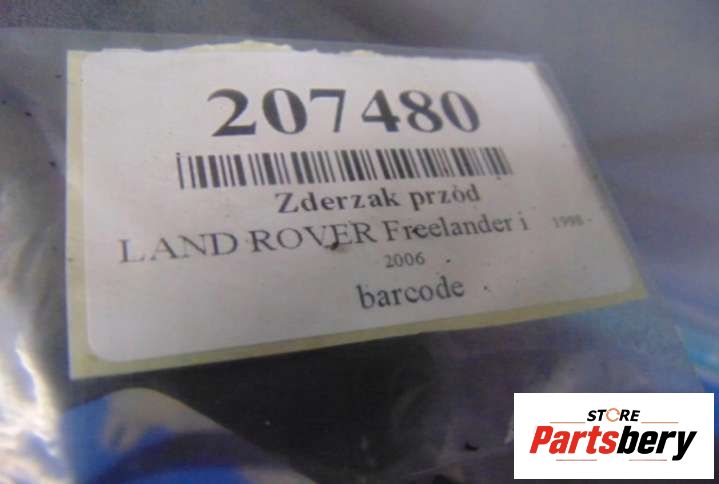 207480
Zderzak przód
LAND ROVER Freelander i 1998 -
2006
barcode
STORE
Partsbery